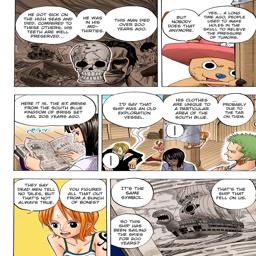 HE GOT SICK ON
THE HIGH SEAS AND
DIED. COMPARED TO
THESE OTHERS, HIS
TEETH ARE WELL
PRESERVED...
HE WAS
IN HIS
MID-
THIRTIES.
THIS MAN DIED
OVER 200
YEARS AGO.
BUT
NOBODY
DOES THAT
ANYMORE.
YES... A LONG
TIME AGO, PEOPLE
USED TO MAKE
HOLES IN THE
SKULL TO RELIEVE
THE PRESSURE
OF TUMORS.
HERE IT IS. THE
FROM
THE SOUTH BLUE
KINGDOM OF
SET
SAIL 208 YEARS AGO.
I'D SAY THAT
SHIP WAS AN OLD
EXPLORATION
VESSEL.
HIS CLOTHES
ARE UNIQUE TO
A PARTICULAR
AREA OF THE
SOUTH BLUE.
IT'S
PROBABLY
DUE TO
THE TAR
ON THEM.
THEY SAY
DEAD MEN TELL
NO TALES, BUT
THAT'S NOT
ALWAYS TRUE.
YOU FIGURED
ALL THAT OUT
FROM A BUNCH
OF BONES?
IT'S THE
SAME
SYMBOL.
SO THIS
SHIP HAS
BEEN SAILING
THE SKIES
FOR 200
YEARS?
THAT'S
THE SHIP
THAT FELL
ON US.